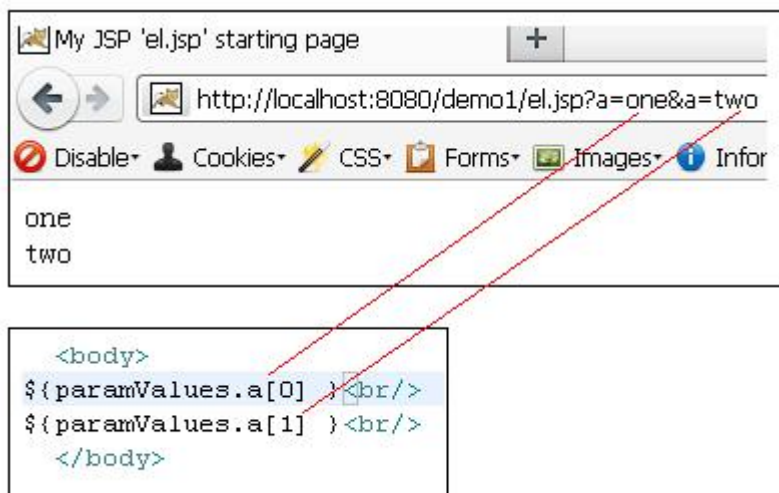 My JSP 'el.jsp' starting page
http://localhost:8080/demo1/el.jsp?a=one&a=two
Disable Cookies CSS Forms Images Infor
one
two
<body>
${paramValues.a[0] }<br/>
${paramValues.a[1] }<br/>
</body>